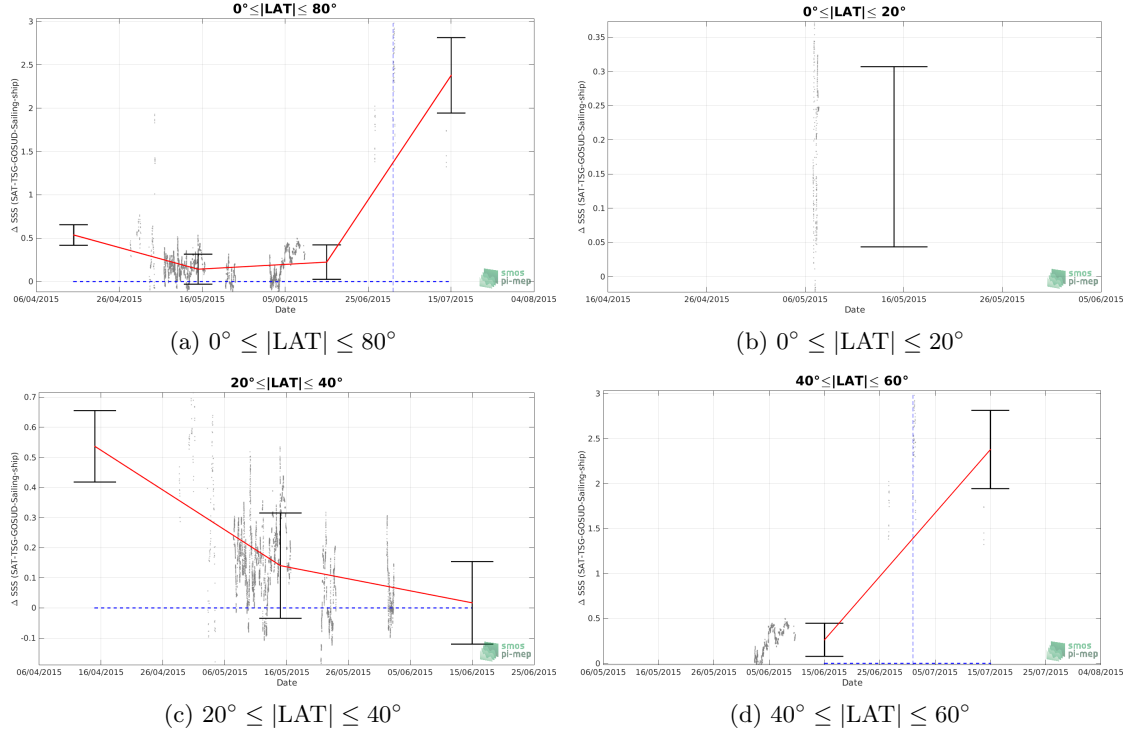 0°≤|LAT|≤ 80°
Δ SSS (SAT-TSG-GOSUD-Sailing-ship)
3
2.5
2
1.5
1
0.5
0
06/04/2015 26/04/2015 16/05/2015 05/06/2015 25/06/2015 15/07/2015 04/08/2015
Date
smos
pi-mep
(a) 0° ≤ |LAT| ≤ 80°
0°≤|LAT|≤ 20°
Δ SSS (SAT-TSG-GOSUD-Sailing-ship)
0.35
0.3
0.25
0.2
0.15
0.1
0.05
0
16/04/2015 26/04/2015 06/05/2015 16/05/2015 26/05/2015 05/06/2015
Date
smos
pi-mep
(b) 0° ≤ |LAT| ≤ 20°
20°≤|LAT|≤ 40°
Δ SSS (SAT-TSG-GOSUD-Sailing-ship)
0.7
0.6
0.5
0.4
0.3
0.2
0.1
0
-0.1
06/04/2015 16/04/2015 26/04/2015 06/05/2015 16/05/2015 26/05/2015 05/06/2015 15/06/2015 25/06/2015
Date
smos
pi-mep
(c) 20° ≤ |LAT| ≤ 40°
40°≤|LAT|≤ 60°
Δ SSS (SAT-TSG-GOSUD-Sailing-ship)
3
2.5
2
1.5
1
0.5
0
06/05/2015 16/05/2015 26/05/2015 05/06/2015 15/06/2015 25/06/2015 05/07/2015 15/07/2015 25/07/2015 04/08/2015
Date
smos
pi-mep
(d) 40° ≤ |LAT| ≤ 60°